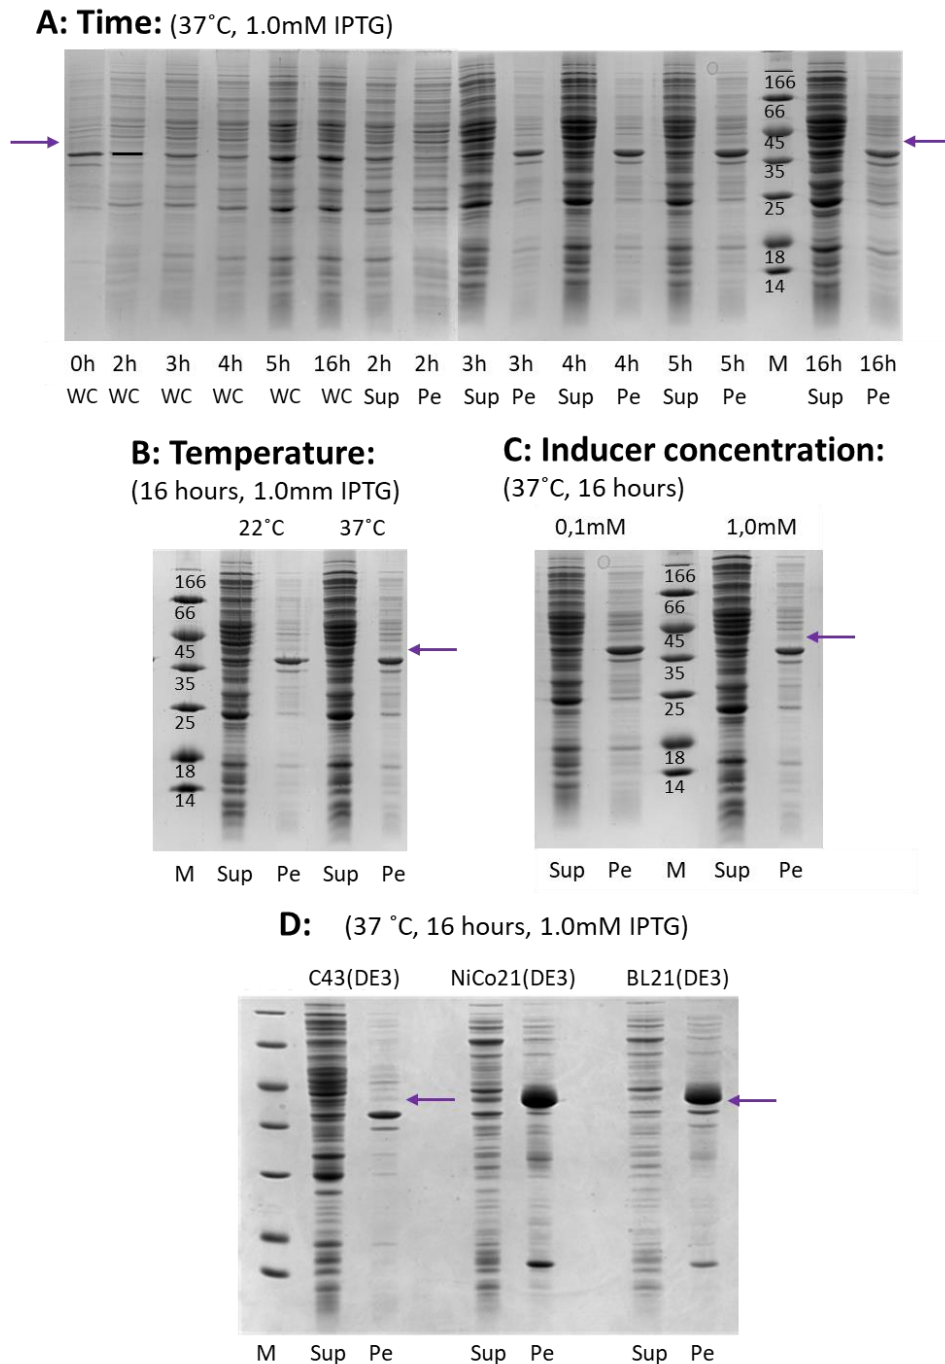 A: Time: (37˚C, 1.0mM IPTG)
166
66
45
35
25
18
14
0h 2h 3h 4h 5h 16h 2h 2h 3h 3h 4h 4h 5h 5h M 16h 16h
WC WC WC WC WC WC Sup Pe Sup Pe Sup Pe Sup Pe Sup Pe
B: Temperature:
(16 hours, 1.0mm IPTG)
22˚C 37˚C
166
66
45
35
25
18
14
M Sup Pe Sup Pe
C: Inducer concentration:
(37˚C, 16 hours)
0,1mM 1,0mM
166
66
45
35
25
18
14
Sup Pe M Sup Pe
D: (37 ˚C, 16 hours, 1.0mM IPTG)
C43(DE3) NiCo21(DE3) BL21(DE3)
M Sup Pe Sup Pe Sup Pe